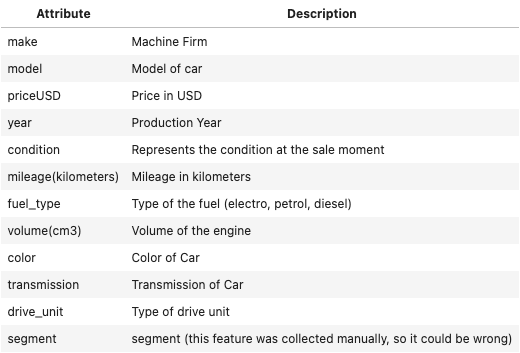 Attribute Description
make Machine Firm
model Model of car
priceUSD Price in USD
year Production Year
condition Represents the condition at the sale moment
mileage(kilometers) Mileage in kilometers
fuel_type Type of the fuel (electro, petrol, diesel)
volume(cm3) Volume of the engine
color Color of Car
transmission Transmission of Car
drive_unit Type of drive unit
segment segment (this feature was collected manually, so it could be wrong)